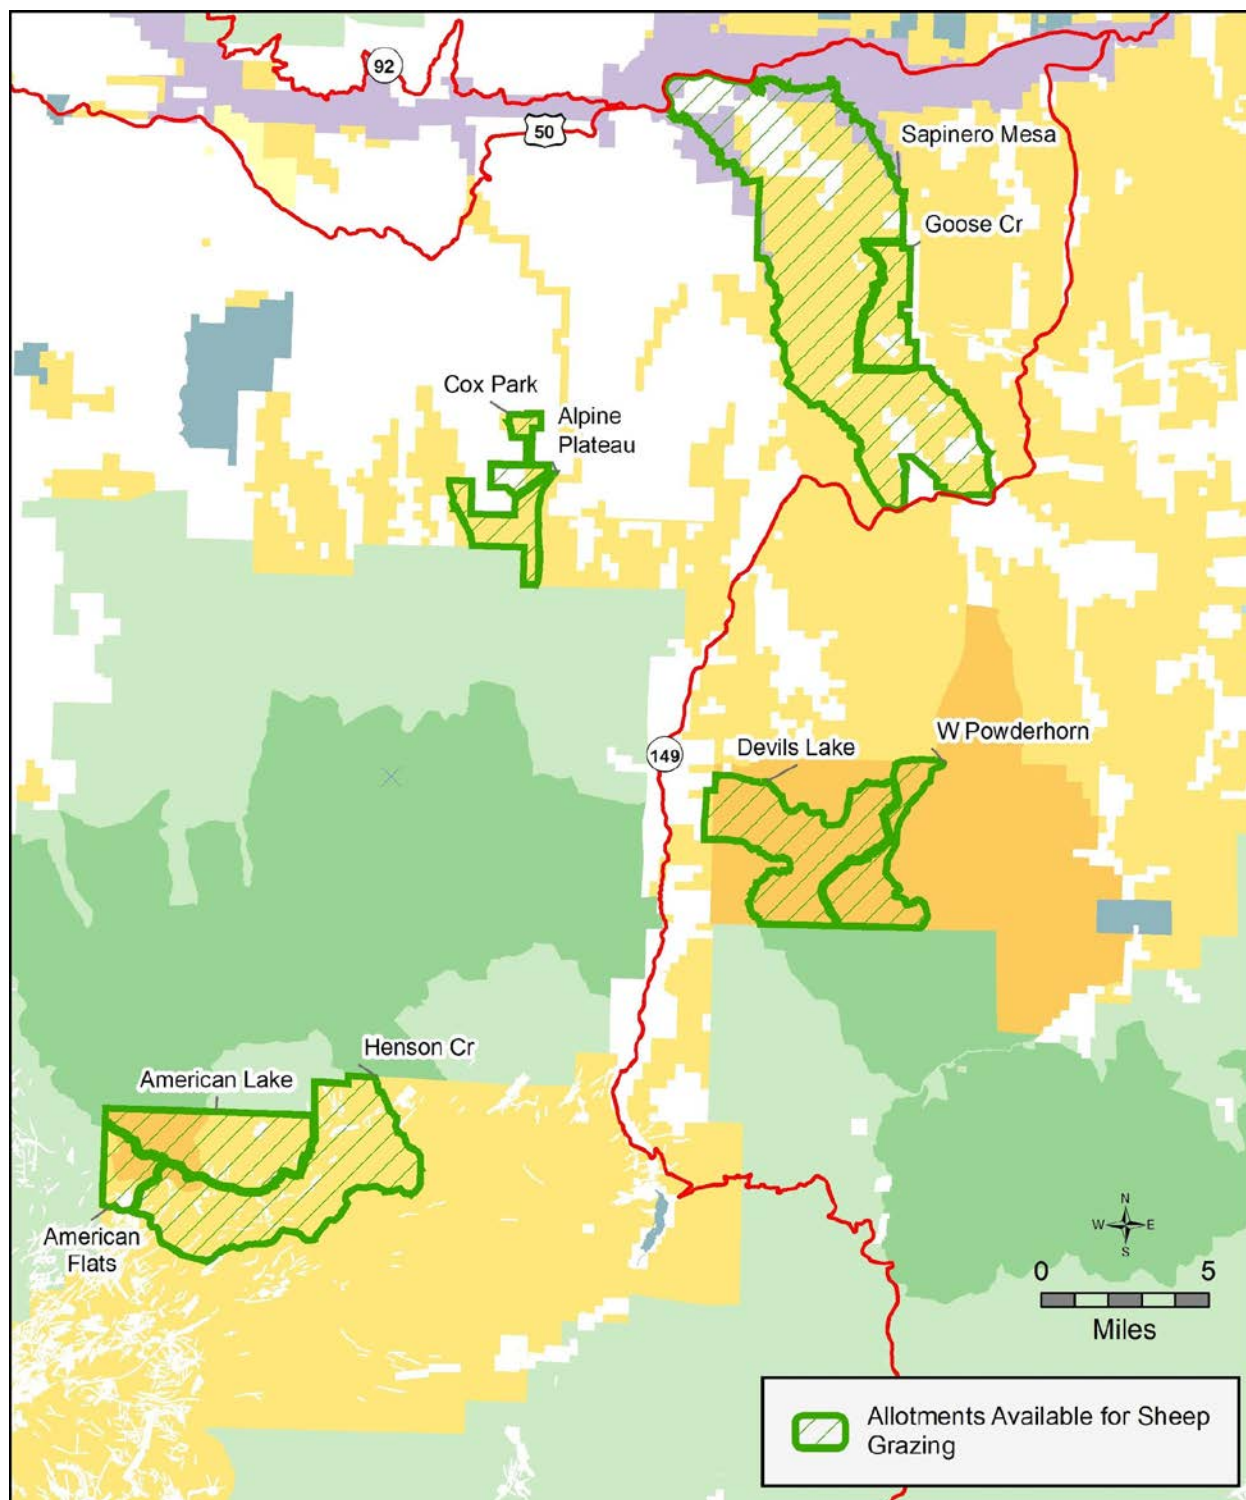 92
50
Sapinero Mesa
Goose Cr
Cox Park
Alpine
Plateau
W Powderhorn
Devils Lake
149
Henson Cr
American Lake
American
Flats
N
W
E
S
0
5
Miles
Allotments Available for Sheep
Grazing